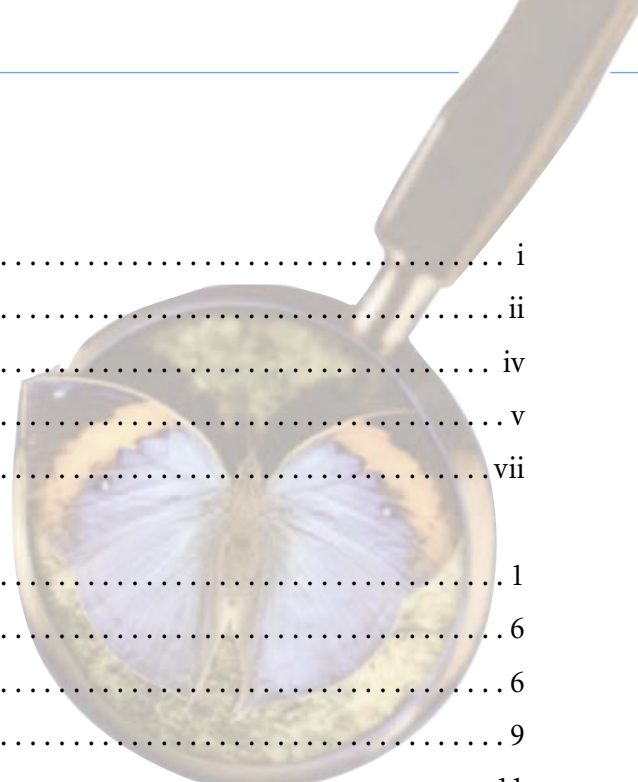 . . . . . . . . . . . . . . . . . . . . . . . . . . . . . . . . . . . i
. . . . . . . . . . . . . . . . . . . . . . . . . . . . . . . . . . ii
. . . . . . . . . . . . . . . . . . . . . . . . . . . . . . . . . iv
. . . . . . . . . . . . . . . . . . . . . . . . . . . . . . . . . . v
. . . . . . . . . . . . . . . . . . . . . . . . . . . . . . . . . vii
. . . . . . . . . . . . . . . . . . . . . . . . . . . . . . . . . . 1
. . . . . . . . . . . . . . . . . . . . . . . . . . . . . . . . . . 6
. . . . . . . . . . . . . . . . . . . . . . . . . . . . . . . . . . 6
. . . . . . . . . . . . . . . . . . . . . . . . . . . . . . . . . . 9